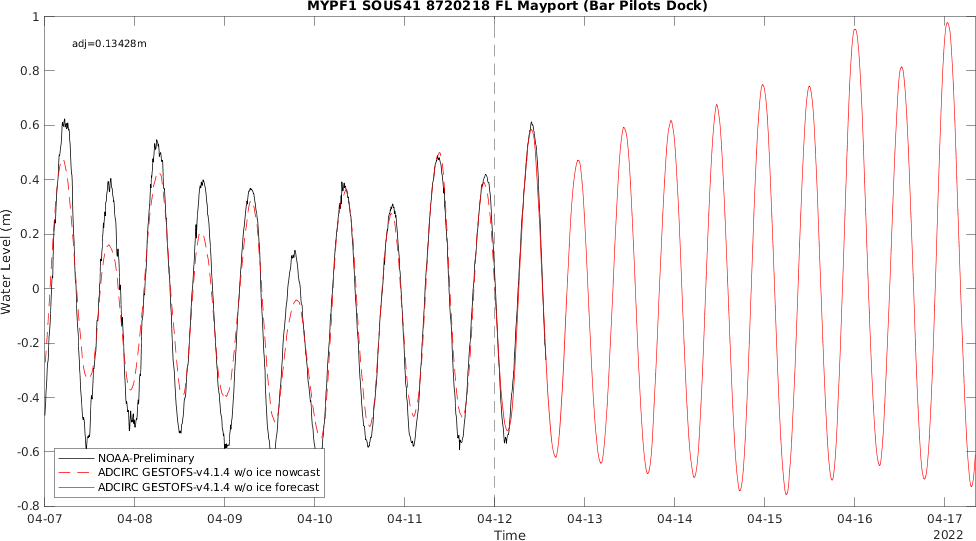 MYPF1 SOUS41 8720218 FL Mayport (Bar Pilots Dock)
adj=0.13428m
1
0.8
0.6
0.4
0.2
0
-0.2
-0.4
-0.6
-0.8
Water Level (m)
NOAA-Preliminary
ADCIRC GESTOFS-v4.1.4 w/o ice nowcast
ADCIRC GESTOFS-v4.1.4 w/o ice forecast
04-07 04-08 04-09 04-10 04-11 04-12 04-13 04-14 04-15 04-16 04-17
Time 2022